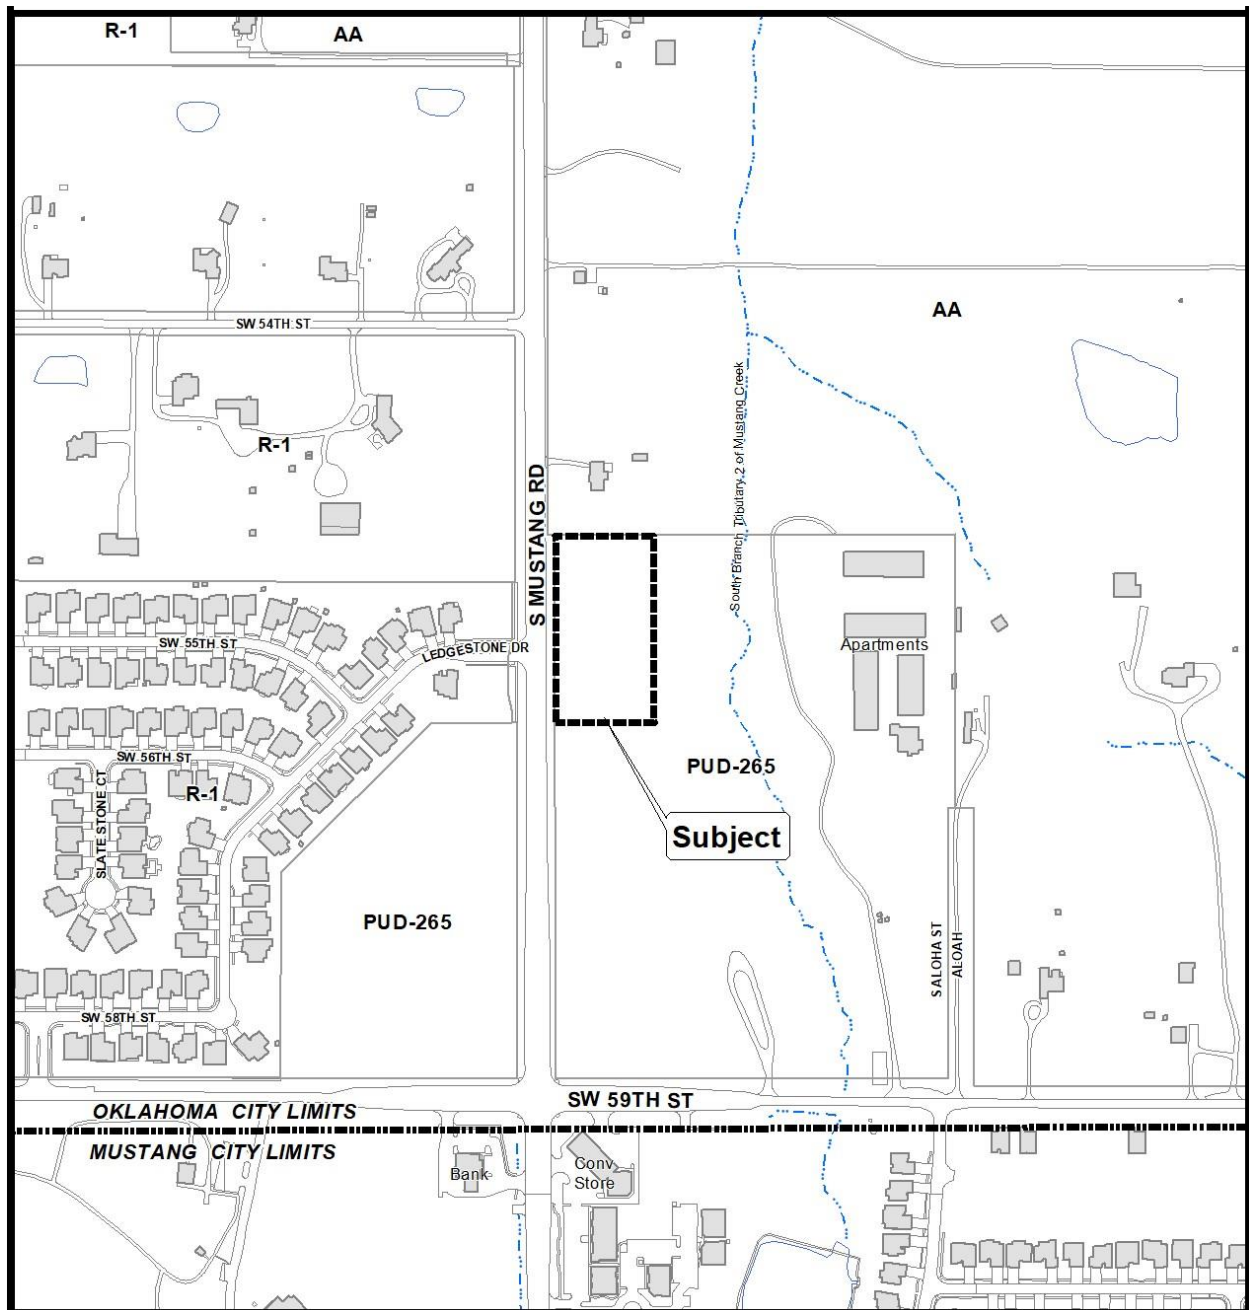 R-1
AA
SW 54TH ST
AA
South Branch Tributary 2 of Mustang Creek
R-1
S MUSTANG RD
SW 55TH ST
LEDGESTONE DR
Apartments
SW 56TH ST
PUD-265
SLATE STONE CT
R-1
Subject
PUD-265
S ALOHA ST
ALOAH
SW 58TH ST
SW 59TH ST
OKLAHOMA CITY LIMITS
MUSTANG CITY LIMITS
Bank
Conv
Store